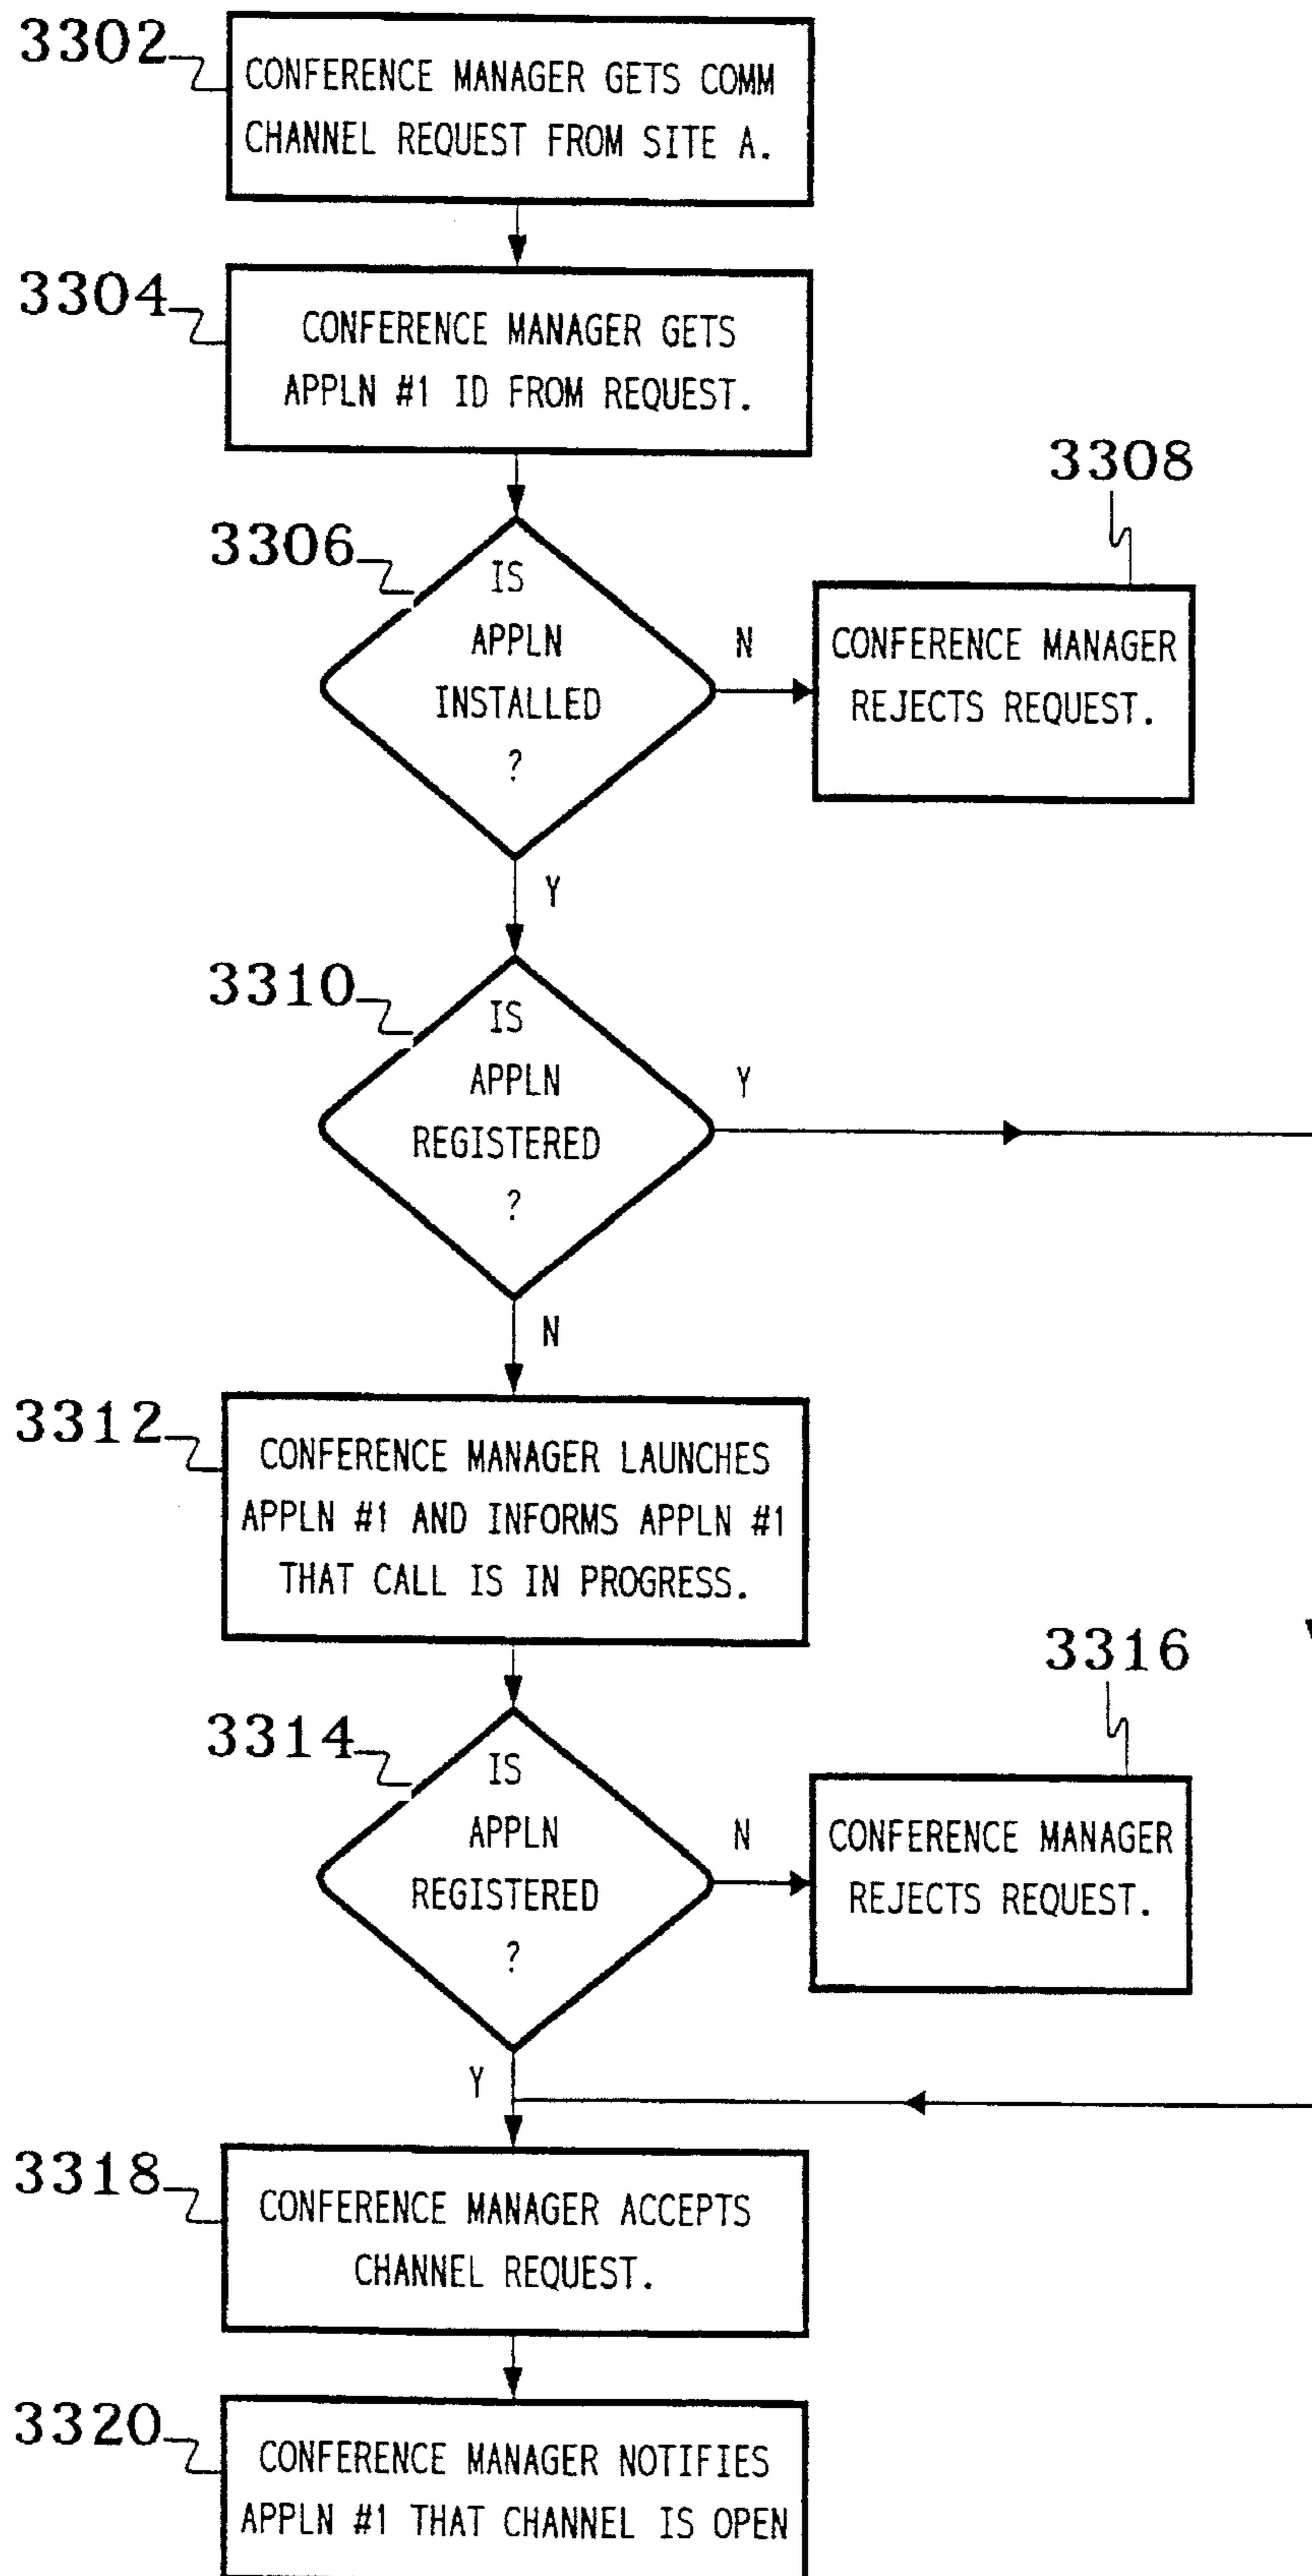 3302
CONFERENCE MANAGER GETS COMM
CHANNEL REQUEST FROM SITE A.
3304
CONFERENCE MANAGER GETS
APPLN #1 ID FROM REQUEST.
3306
IS
APPLN
INSTALLED
?
N
3308
CONFERENCE MANAGER
REJECTS REQUEST.
Y
3310
IS
APPLN
REGISTERED
?
Y
N
3312
CONFERENCE MANAGER LAUNCHES
APPLN #1 AND INFORMS APPLN #1
THAT CALL IS IN PROGRESS.
3314
IS
APPLN
REGISTERED
?
N
3316
CONFERENCE MANAGER
REJECTS REQUEST.
Y
3318
CONFERENCE MANAGER ACCEPTS
CHANNEL REQUEST.
3320
CONFERENCE MANAGER NOTIFIES
APPLN #1 THAT CHANNEL IS OPEN